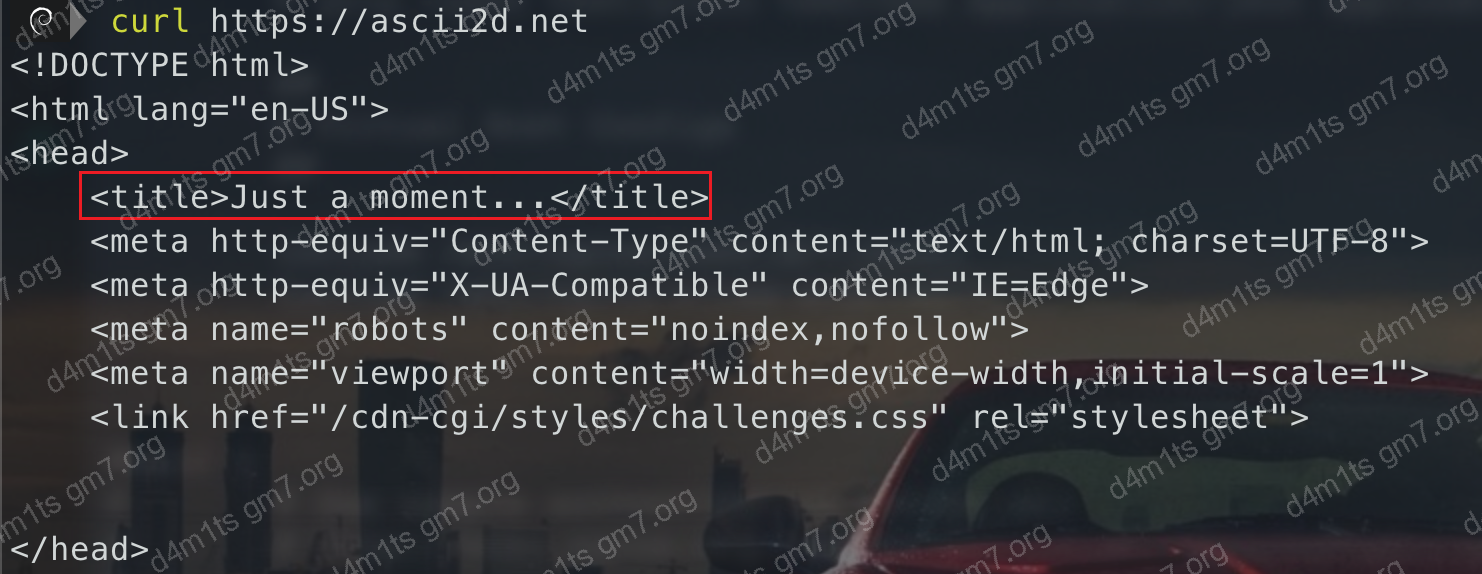 curl https://ascii2d.net
<!DOCTYPE html>
<html lang="en-US">
<head>
    <title>Just a moment...</title>
    <meta http-equiv="Content-Type" content="text/html; charset=UTF-8">
    <meta http-equiv="X-UA-Compatible" content="IE=Edge">
    <meta name="robots" content="noindex,nofollow">
    <meta name="viewport" content="width=device-width,initial-scale=1">
    <link href="/cdn-cgi/styles/challenges.css" rel="stylesheet">
</head>
d4m1ts gm7.org